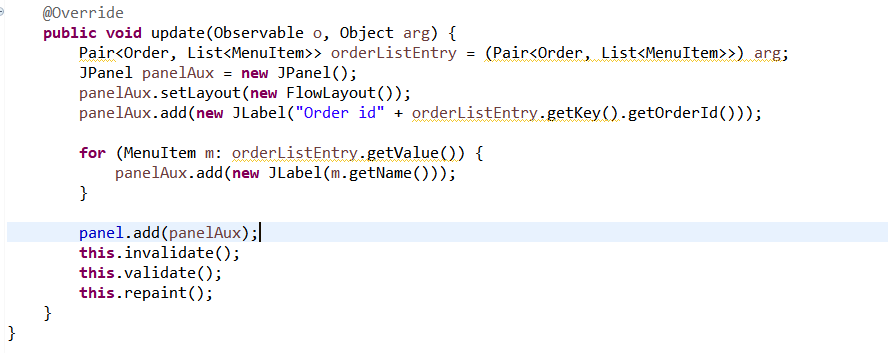 @Override
public void update(Observable o, Object arg) {
Pair<Order, List<MenuItem>> orderListEntry = (Pair<Order, List<MenuItem>>) arg;
JPanel panelAux = new JPanel();
panelAux.setLayout(new FlowLayout());
panelAux.add(new JLabel("Order id" + orderListEntry.getKey().getOrderId()));
for (MenuItem m: orderListEntry.getValue()) {
panelAux.add(new JLabel(m.getName()));
}
panel.add(panelAux);
this.invalidate();
this.validate();
this.repaint();
}
}